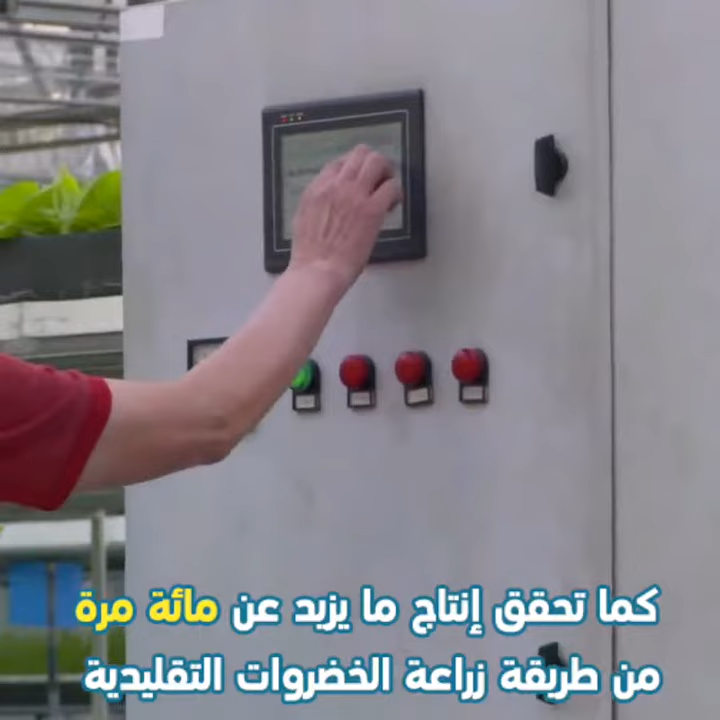 كما تحقق إنتاج ما يزيد عن مائة مرة
من طريقة زراعة الخضروات التقليدية